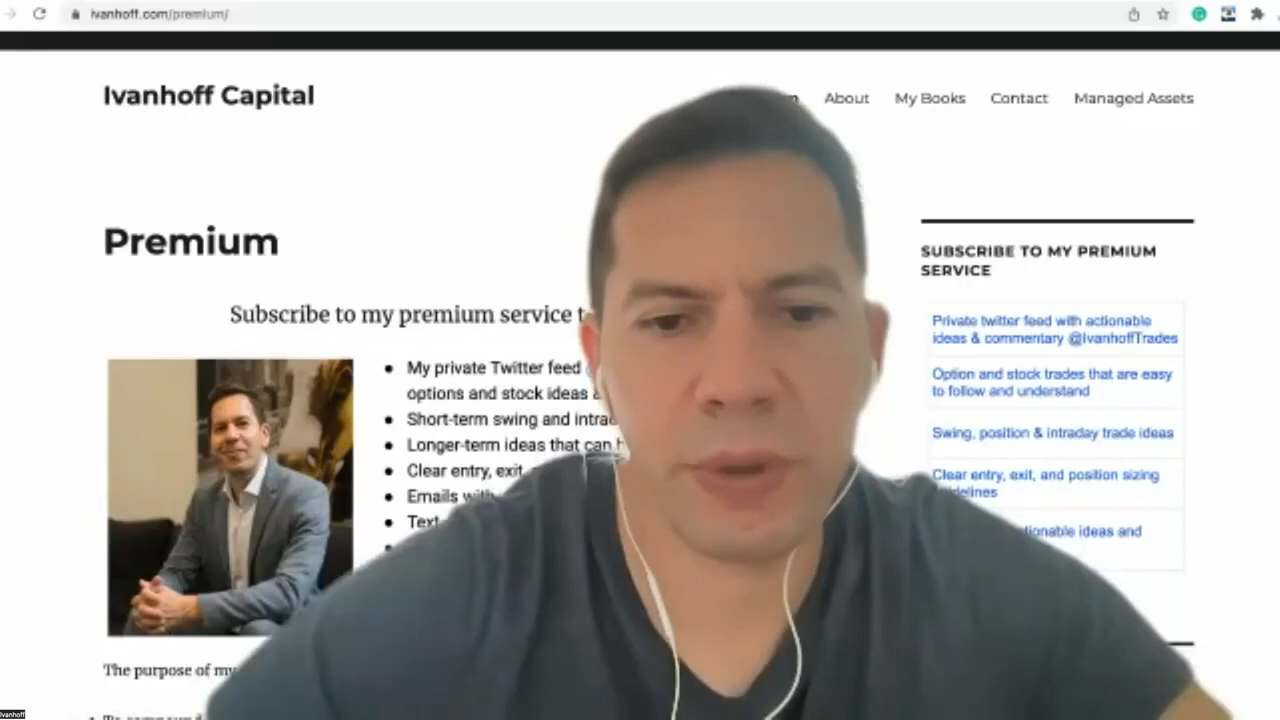 ivanhoff.com/premium/
Ivanhoff Capital
About My Books Contact Managed Assets
Premium
Subscribe to my premium service
My private Twitter feed
options and stock ideas
Short-term swing and
Longer-term ideas that can
Clear entry, exit
Emails
Text
The purpose of my
SUBSCRIBE TO MY PREMIUM
SERVICE
Private twitter feed with actionable
ideas & commentary @IvanhoffTrades
Option and stock trades that are easy
to follow and understand
Swing, position & intraday trade ideas
Clear entry, exit, and position sizing
ideas and
Ivanhoff